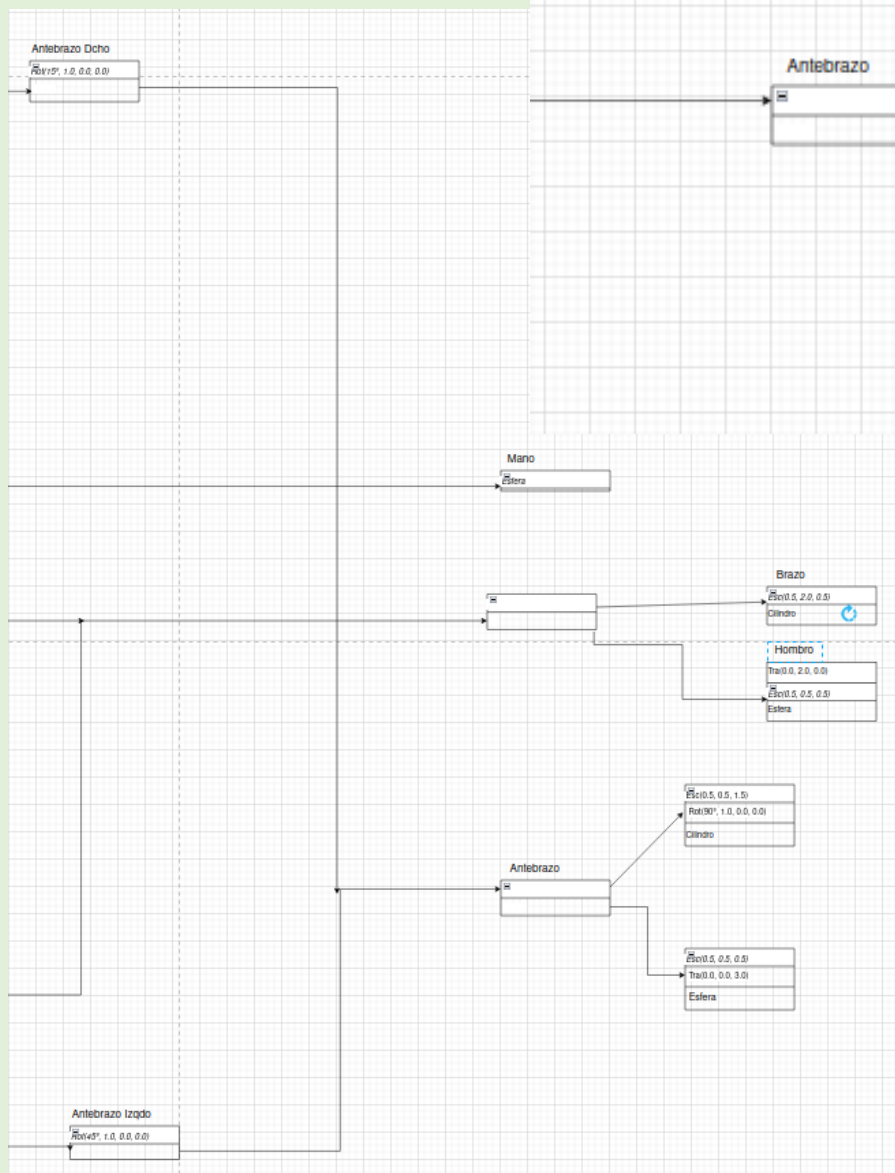 Antebrazo Dcho
Rot(15º, 1.0, 0.0, 0.0)
Antebrazo
Mano
Esfera
Brazo
Esc(0.5, 2.0, 0.5)
Cilindro
Hombro
Tra(0.0, 2.0, 0.0)
Esc(0.5, 0.5, 0.5)
Esfera
Esc(0.5, 0.5, 1.5)
Rot(90º, 1.0, 0.0, 0.0)
Cilindro
Antebrazo
Esc(0.5, 0.5, 0.5)
Tra(0.0, 0.0, 3.0)
Esfera
Antebrazo Izqdo
Rot(45º, 1.0, 0.0, 0.0)